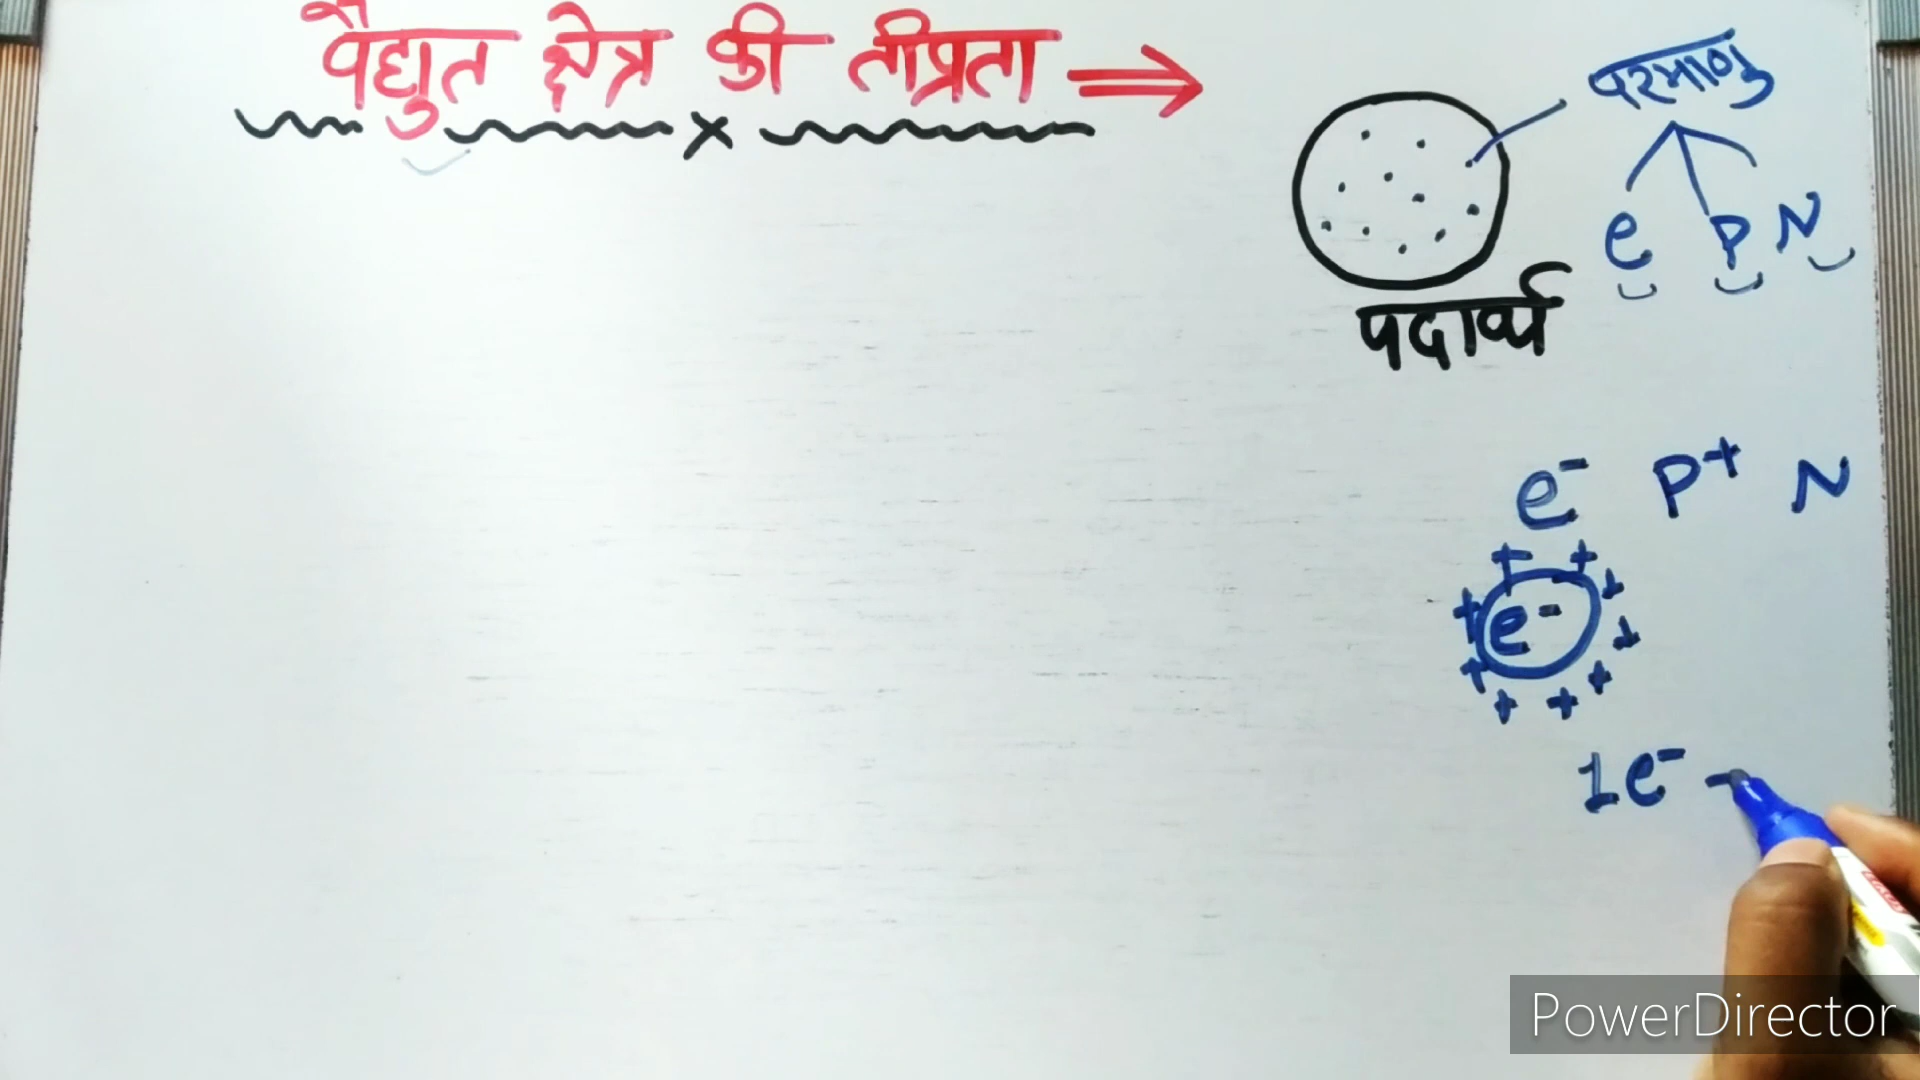 वैद्युत क्षेत्र की तीव्रता ⇒
परमाणु
e P N
पदार्थ
e⁻ P⁺ N
+ + + + + + + + + +
e⁻
1e⁻ -
PowerDirector